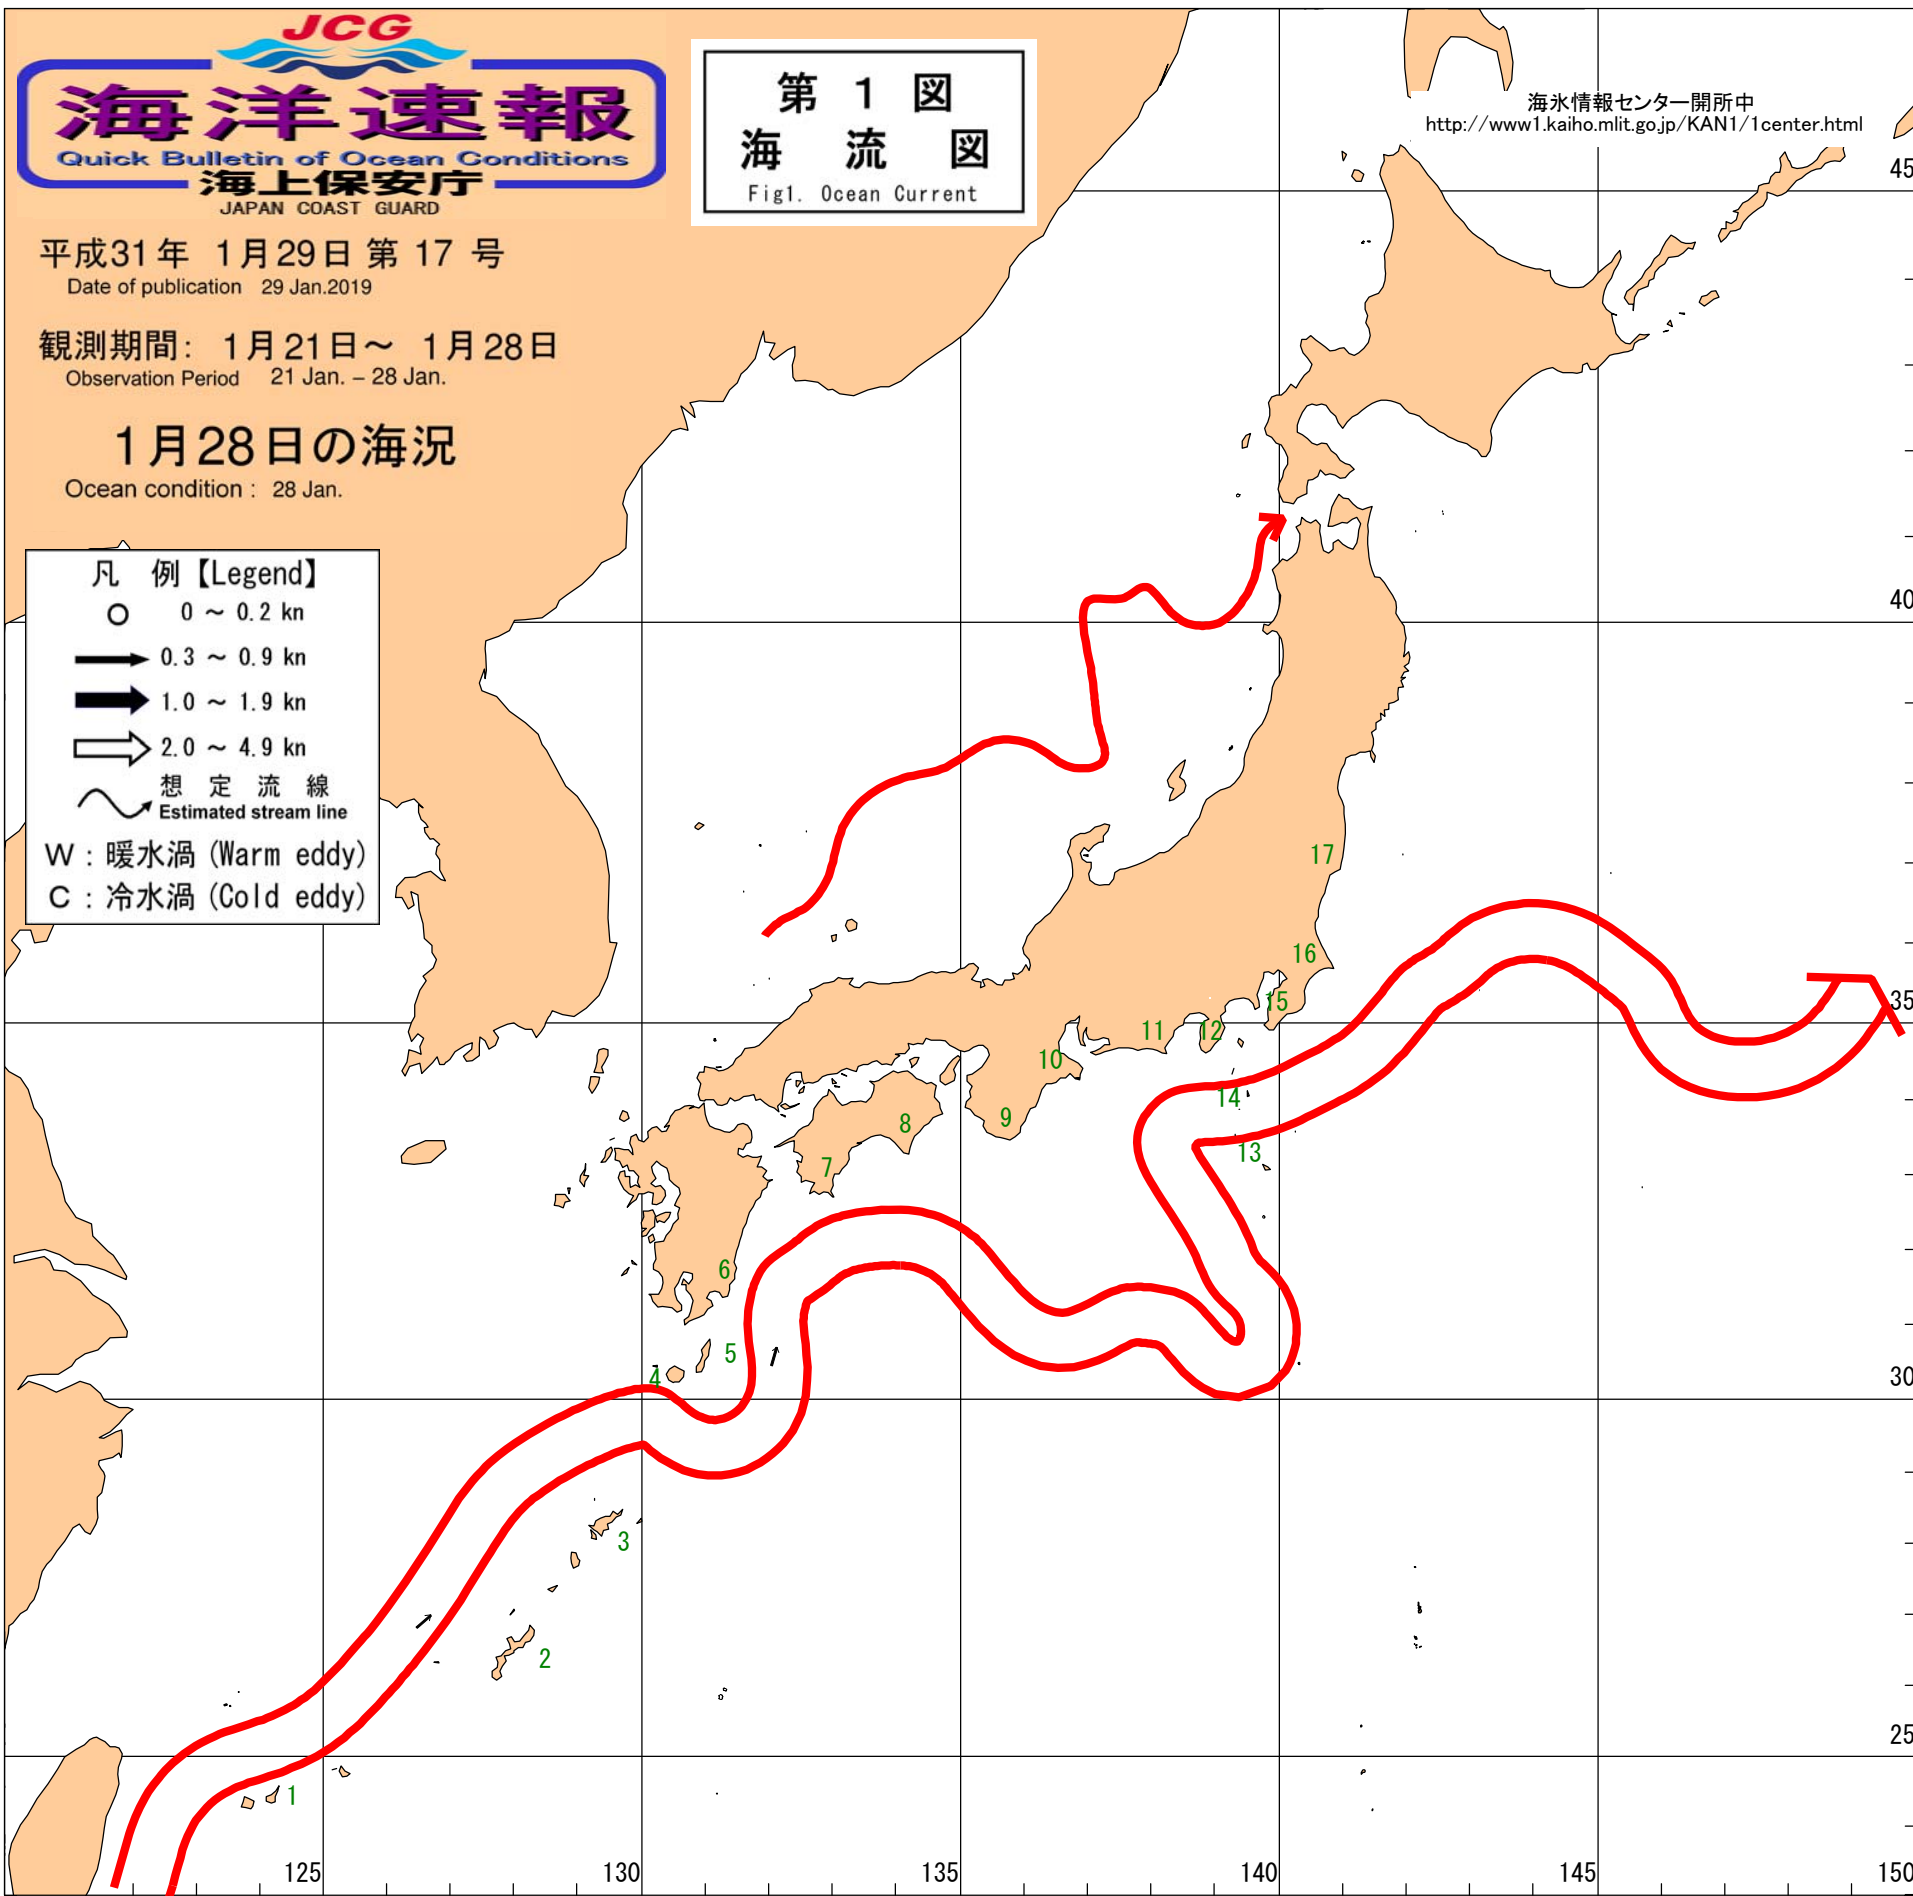 JCG
海洋速報
Quick Bulletin of Ocean Conditions
海上保安庁
JAPAN COAST GUARD
平成31年 1月29日 第 17 号
Date of publication 29 Jan.2019
観測期間: 1月21日～ 1月28日
Observation Period 21 Jan. – 28 Jan.
1月28日の海況
Ocean condition : 28 Jan.
第 1 図
海 流 図
Fig1. Ocean Current
海氷情報センター開所中
http://www1.kaiho.mlit.go.jp/KAN1/1center.html
凡 例【Legend】
0 ～ 0.2 kn
0.3 ～ 0.9 kn
1.0 ～ 1.9 kn
2.0 ～ 4.9 kn
想 定 流 線
Estimated stream line
W : 暖水渦 (Warm eddy)
C : 冷水渦 (Cold eddy)
45
40
35
30
25
17
16
15
14
13
12
11
10
9
8
7
6
5
4
3
2
1
125
130
135
140
145
150